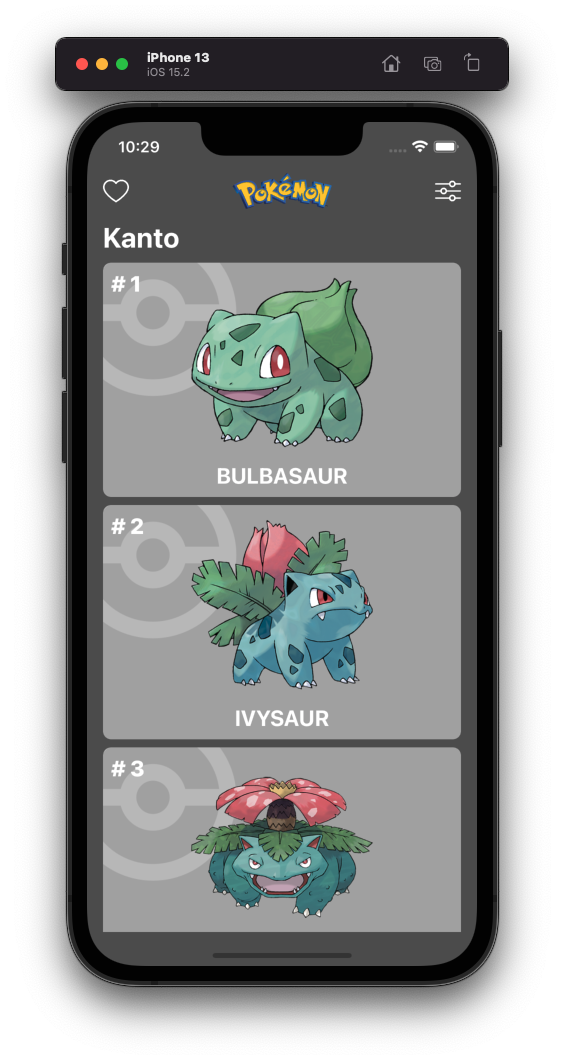 iPhone 13
iOS 15.2
10:29
POKéMON
Kanto
# 1
BULBASAUR
# 2
IVYSAUR
# 3